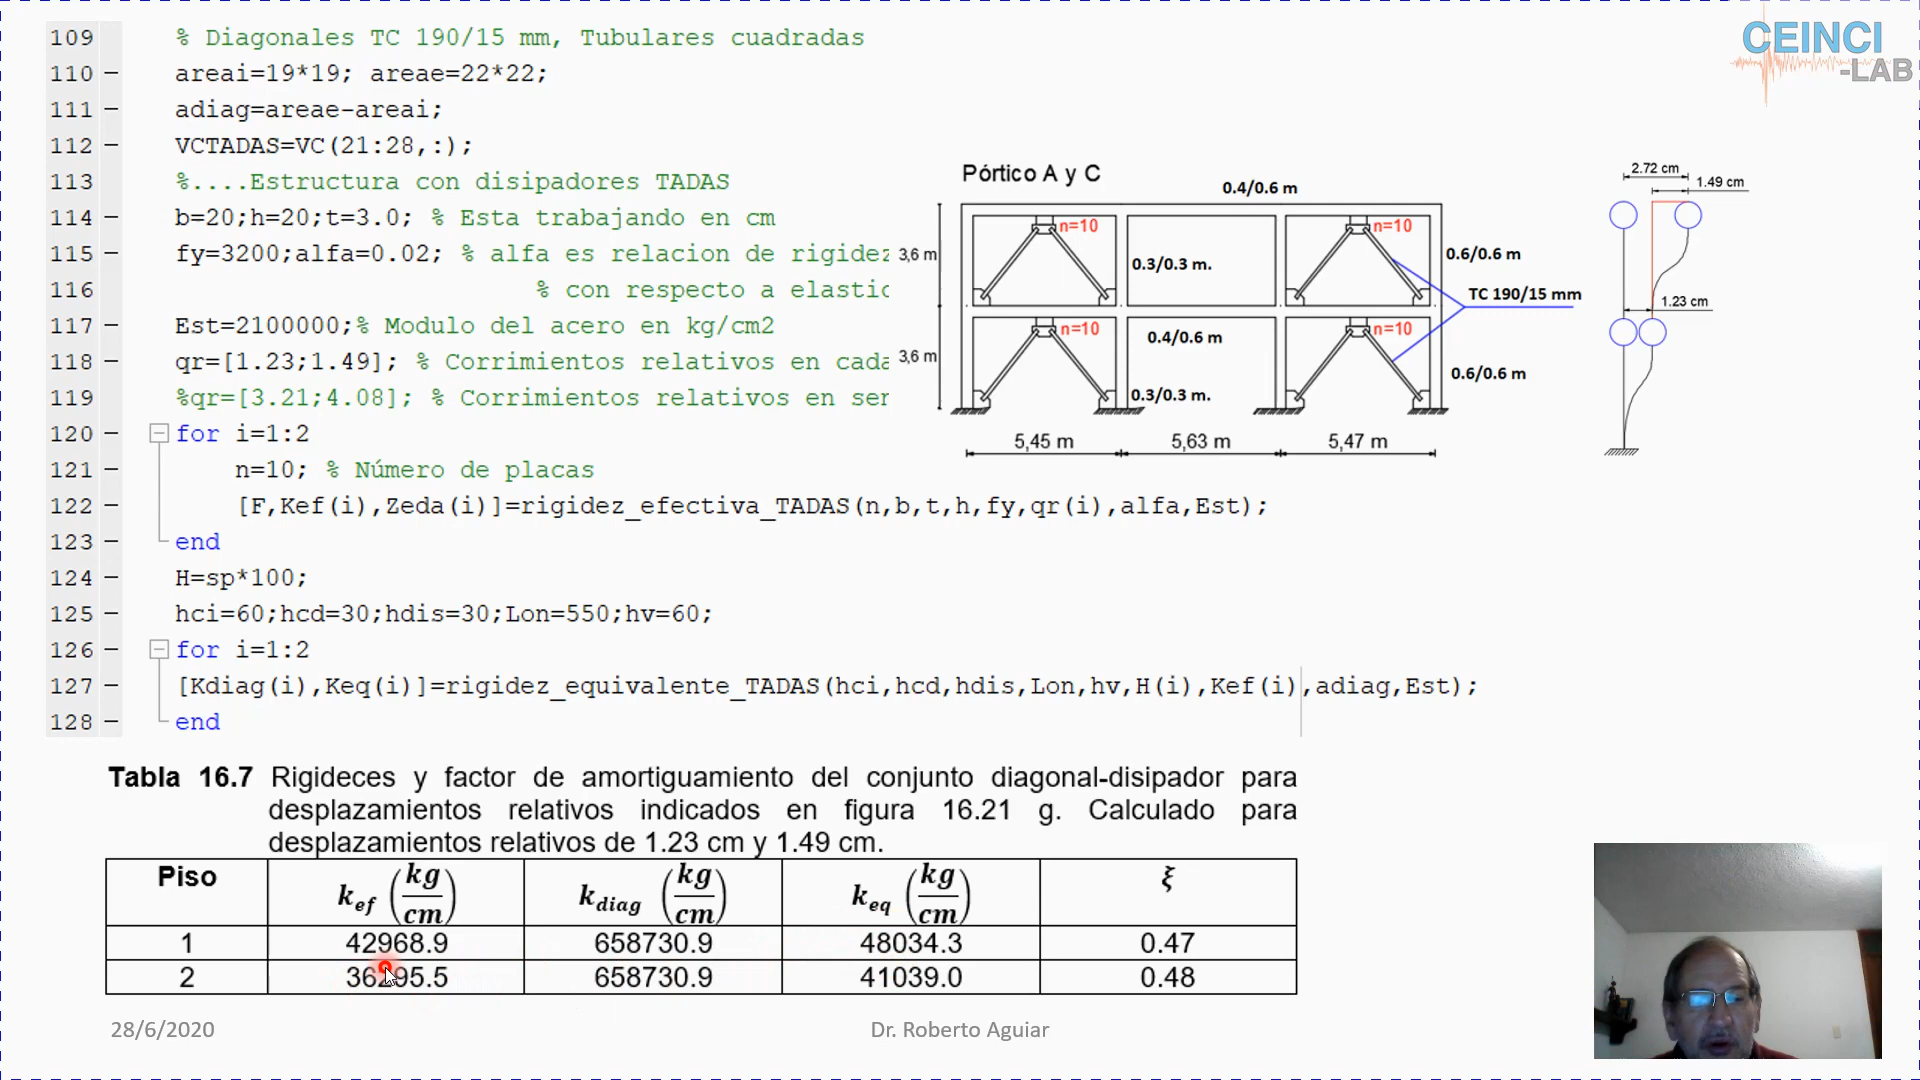 CEINCI
-LAB
109 % Diagonales TC 190/15 mm, Tubulares cuadradas
110 – areai=19*19; areae=22*22;
111 – adiag=areae-areai;
112 – VCTADAS=VC(21:28,:);
113 %....Estructura con disipadores TADAS
114 – b=20;h=20;t=3.0; % Esta trabajando en cm
115 – fy=3200;alfa=0.02; % alfa es relacion de rigidez
116 % con respecto a elastic
117 – Est=2100000;% Modulo del acero en kg/cm2
118 – qr=[1.23;1.49]; % Corrimientos relativos en cada
119 %qr=[3.21;4.08]; % Corrimientos relativos en ser
120 – for i=1:2
121 – n=10; % Número de placas
122 – [F,Kef(i),Zeda(i)]=rigidez_efectiva_TADAS(n,b,t,h,fy,qr(i),alfa,Est);
123 – end
124 – H=sp*100;
125 – hci=60;hcd=30;hdis=30;Lon=550;hv=60;
126 – for i=1:2
127 – [Kdiag(i),Keq(i)]=rigidez_equivalente_TADAS(hci,hcd,hdis,Lon,hv,H(i),Kef(i),adiag,Est);
128 – end
Pórtico A y C
0.4/0.6 m
n=10
n=10
3,6 m
0.3/0.3 m.
0.6/0.6 m
TC 190/15 mm
n=10
n=10
0.4/0.6 m
3,6 m
0.6/0.6 m
0.3/0.3 m.
5,45 m 5,63 m 5,47 m
2.72 cm
1.49 cm
1.23 cm
Tabla 16.7 Rigideces y factor de amortiguamiento del conjunto diagonal-disipador para
desplazamientos relativos indicados en figura 16.21 g. Calculado para
desplazamientos relativos de 1.23 cm y 1.49 cm.
Piso k_ef (kg/cm) k_diag (kg/cm) k_eq (kg/cm) ξ
1 42968.9 658730.9 48034.3 0.47
2 36295.5 658730.9 41039.0 0.48
28/6/2020
Dr. Roberto Aguiar